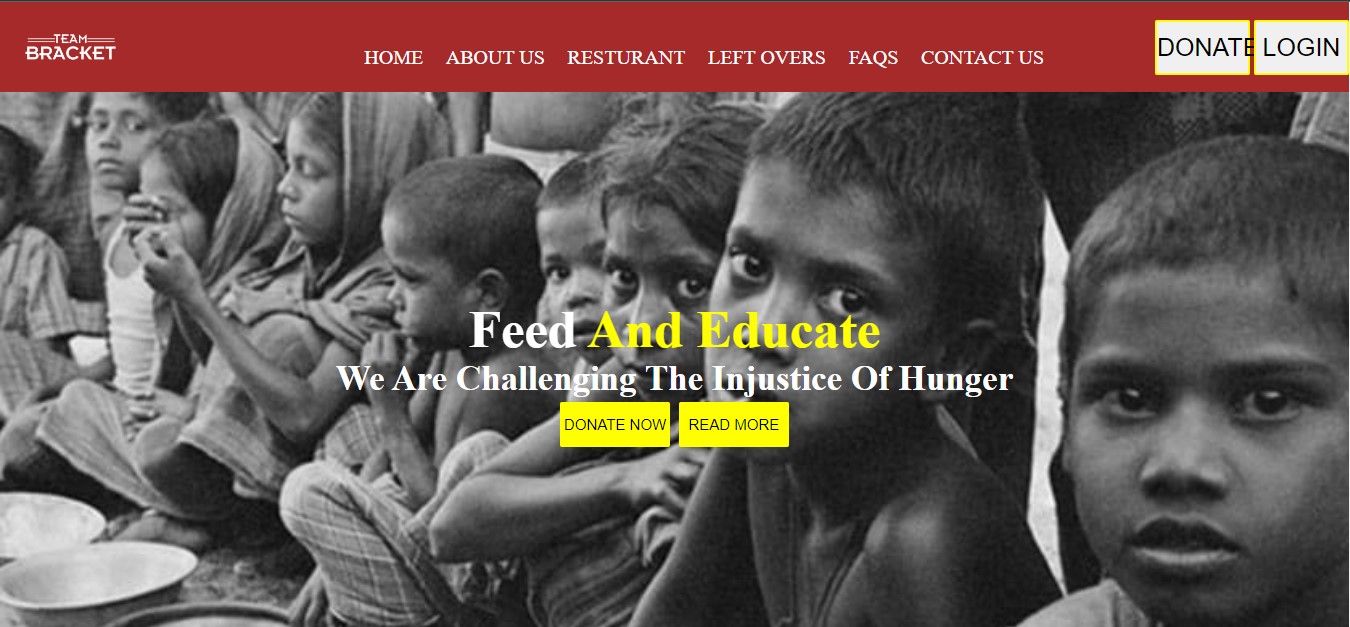 TEAM
BRACKET
HOME ABOUT US RESTURANT LEFT OVERS FAQS CONTACT US
DONATE LOGIN
Feed And Educate
We Are Challenging The Injustice Of Hunger
DONATE NOW READ MORE